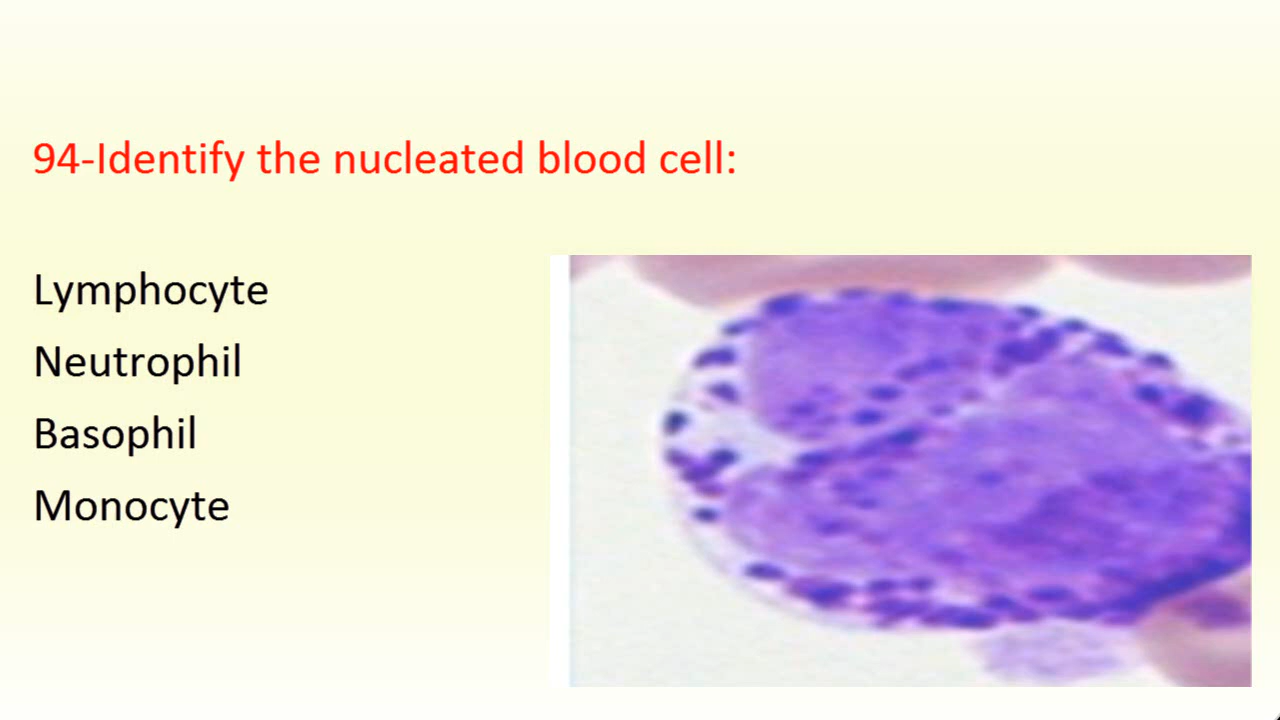 94-Identify the nucleated blood cell:
Lymphocyte
Neutrophil
Basophil
Monocyte